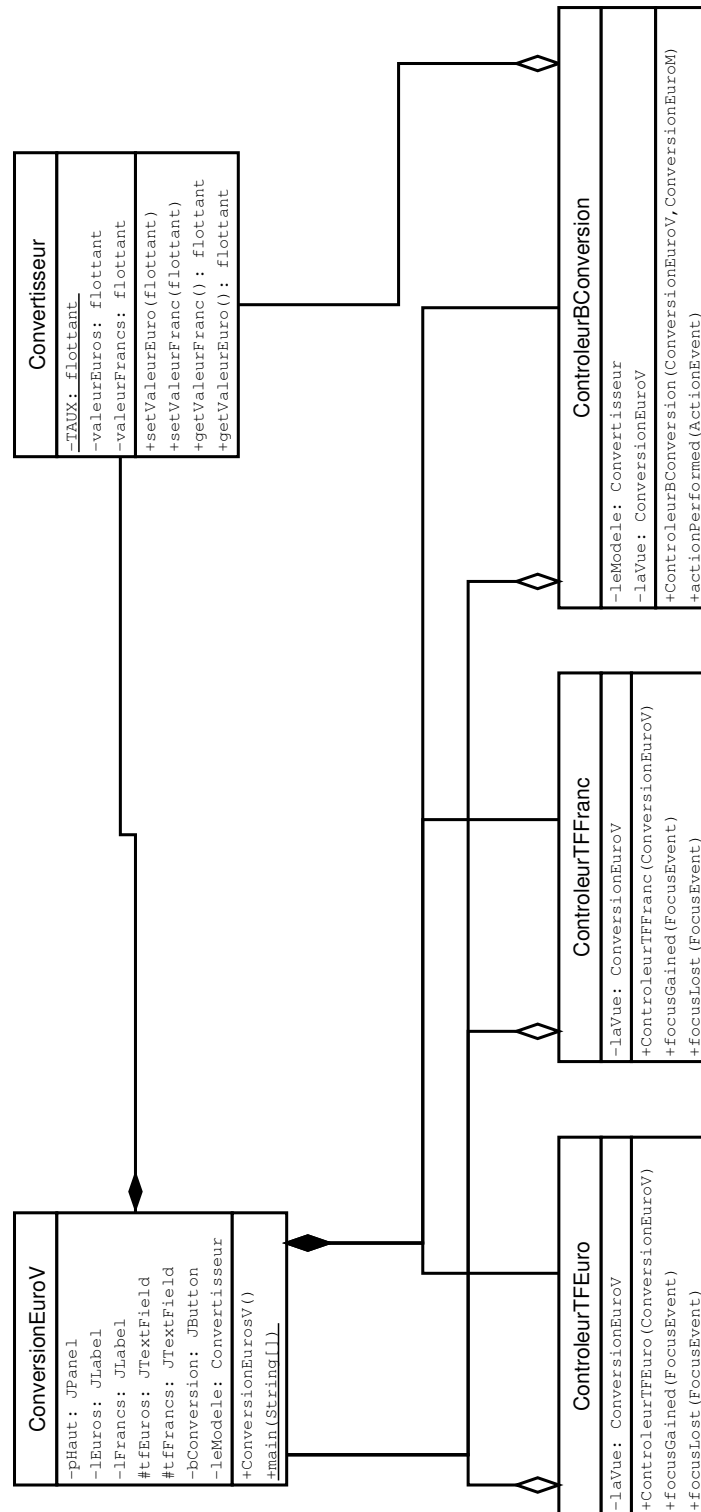 ConversionEuroV
-pHaut: JPanel
-lEuros: JLabel
-lFrancs: JLabel
#tfEuros: JTextField
#tfFrancs: JTextField
-bConversion: JButton
-leModele: Convertisseur
+ConversionEurosV()
+main(String[])
Convertisseur
-TAUX: flottant
-valeurEuros: flottant
-valeurFrancs: flottant
+setValeurEuro(flottant)
+setValeurFranc(flottant)
+getValeurFranc(): flottant
+getValeurEuro(): flottant
ControleurTFEuro
-laVue: ConversionEuroV
+ControleurTFEuro(ConversionEuroV)
+focusGained(FocusEvent)
+focusLost(FocusEvent)
ControleurTFFranc
-laVue: ConversionEuroV
+ControleurTFFranc(ConversionEuroV)
+focusGained(FocusEvent)
+focusLost(FocusEvent)
ControleurBConversion
-leModele: Convertisseur
-laVue: ConversionEuroV
+ControleurBConversion(ConversionEuroV,ConversionEuroM)
+actionPerformed(ActionEvent)